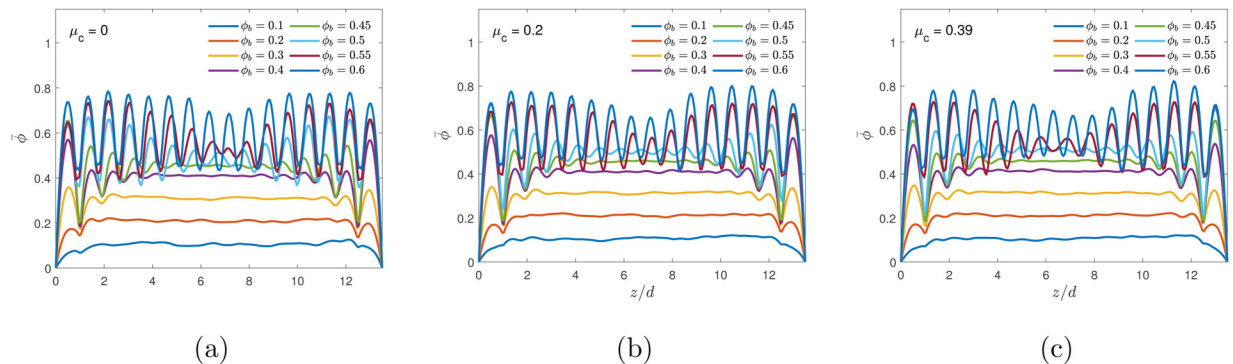 μc = 0
ϕb = 0.1 ϕb = 0.45
ϕb = 0.2 ϕb = 0.5
ϕb = 0.3 ϕb = 0.55
ϕb = 0.4 ϕb = 0.6
1
0.8
0.6
0.4
0.2
0
ϕ̄
0 2 4 6 8 10 12
z/d
(a)
μc = 0.2
ϕb = 0.1 ϕb = 0.45
ϕb = 0.2 ϕb = 0.5
ϕb = 0.3 ϕb = 0.55
ϕb = 0.4 ϕb = 0.6
1
0.8
0.6
0.4
0.2
0
ϕ̄
0 2 4 6 8 10 12
z/d
(b)
μc = 0.39
ϕb = 0.1 ϕb = 0.45
ϕb = 0.2 ϕb = 0.5
ϕb = 0.3 ϕb = 0.55
ϕb = 0.4 ϕb = 0.6
1
0.8
0.6
0.4
0.2
0
ϕ̄
0 2 4 6 8 10 12
z/d
(c)